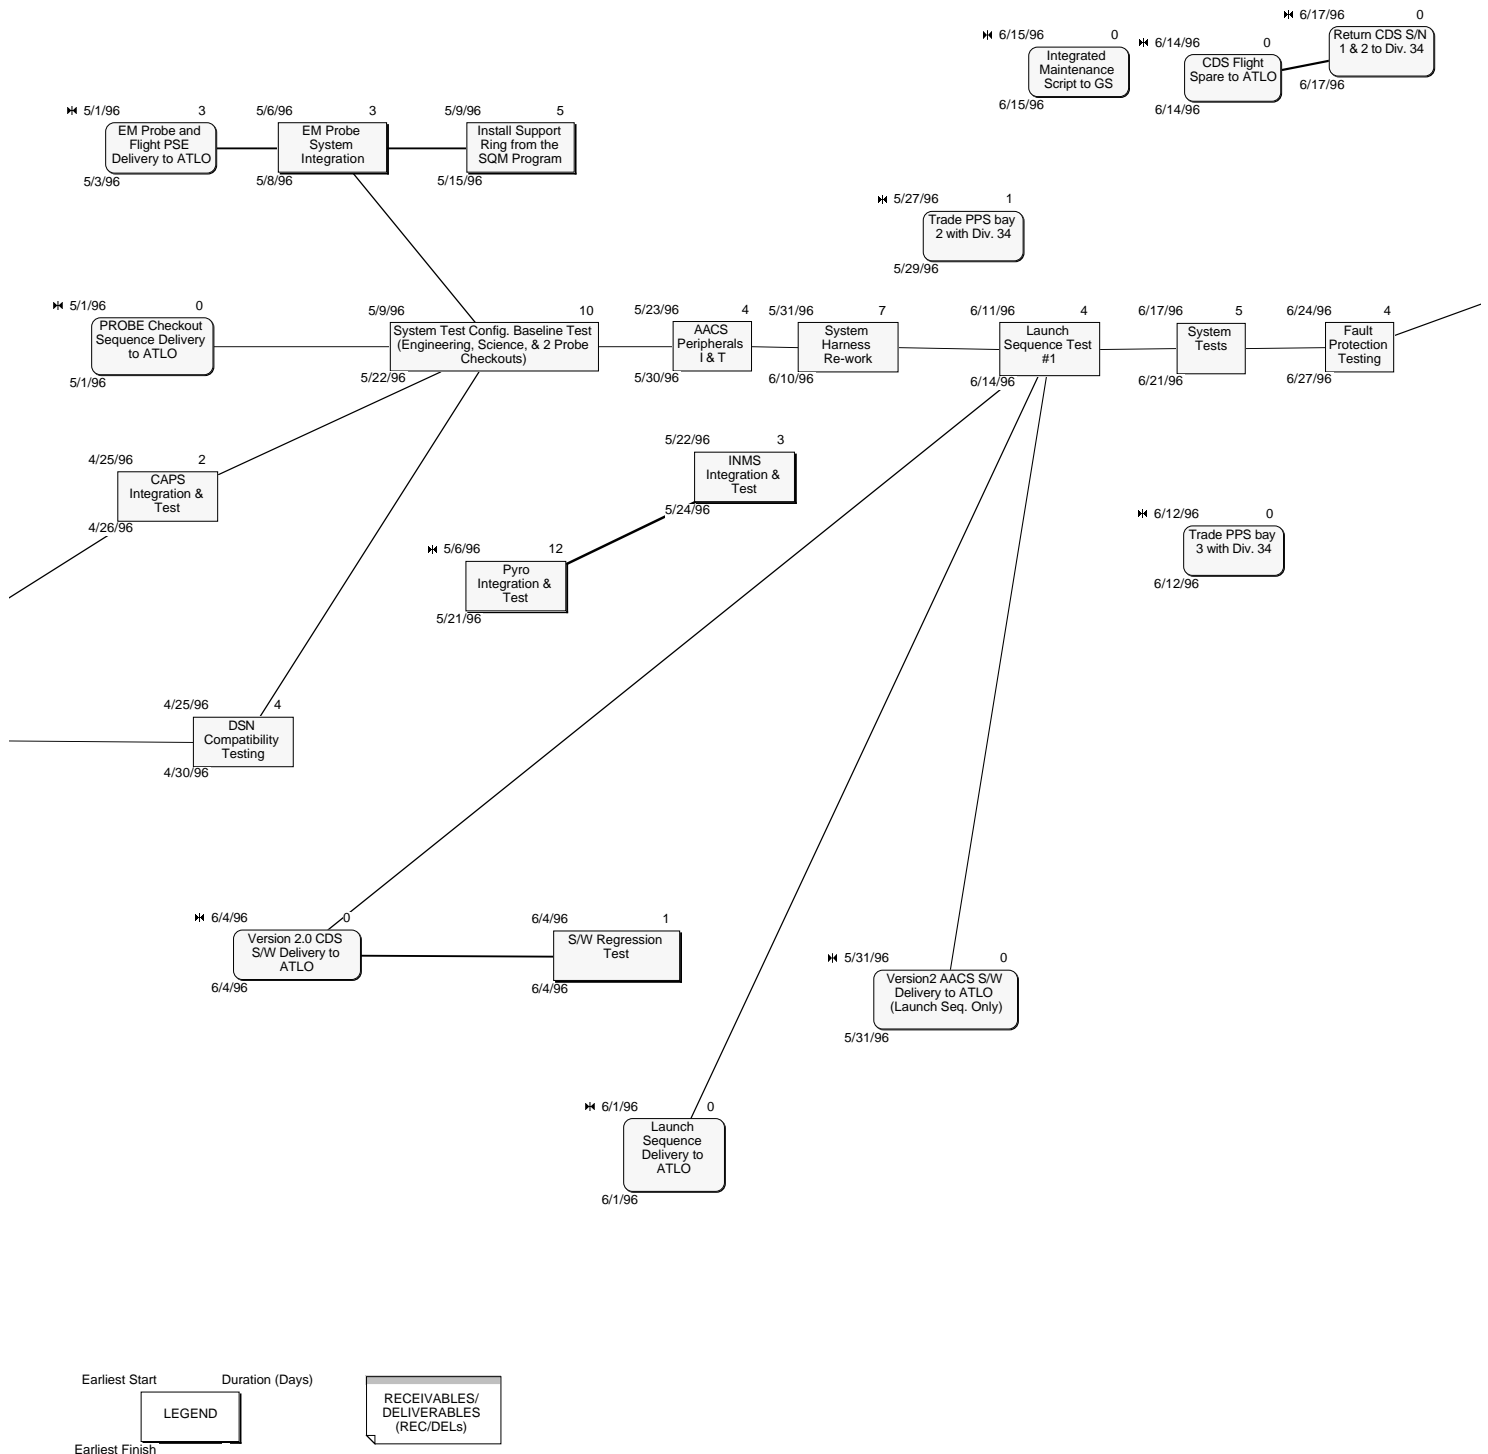 6/17/96 0
Return CDS S/N
1 & 2 to Div. 34
6/17/96
6/15/96 0
Integrated
Maintenance
Script to GS
6/15/96
6/14/96 0
CDS Flight
Spare to ATLO
6/14/96
5/1/96 3
EM Probe and
Flight PSE
Delivery to ATLO
5/3/96
5/6/96 3
EM Probe
System
Integration
5/8/96
5/9/96 5
Install Support
Ring from the
SQM Program
5/15/96
5/27/96 1
Trade PPS bay
2 with Div. 34
5/29/96
5/1/96 0
PROBE Checkout
Sequence Delivery
to ATLO
5/1/96
5/9/96 10
System Test Config. Baseline Test
(Engineering, Science, & 2 Probe
Checkouts)
5/22/96
5/23/96 4
AACS
Peripherals
I & T
5/30/96
5/31/96 7
System
Harness
Re-work
6/10/96
6/11/96 4
Launch
Sequence Test
#1
6/14/96
6/17/96 5
System
Tests
6/21/96
6/24/96 4
Fault
Protection
Testing
6/27/96
4/25/96 2
CAPS
Integration &
Test
4/26/96
5/22/96 3
INMS
Integration &
Test
5/24/96
5/6/96 12
Pyro
Integration &
Test
5/21/96
6/12/96 0
Trade PPS bay
3 with Div. 34
6/12/96
4/25/96 4
DSN
Compatibility
Testing
4/30/96
6/4/96 0
Version 2.0 CDS
S/W Delivery to
ATLO
6/4/96
6/4/96 1
S/W Regression
Test
6/4/96
5/31/96 0
Version2 AACS S/W
Delivery to ATLO
(Launch Seq. Only)
5/31/96
6/1/96 0
Launch
Sequence
Delivery to
ATLO
6/1/96
Earliest Start Duration (Days)
LEGEND
Earliest Finish
RECEIVABLES/
DELIVERABLES
(REC/DELs)